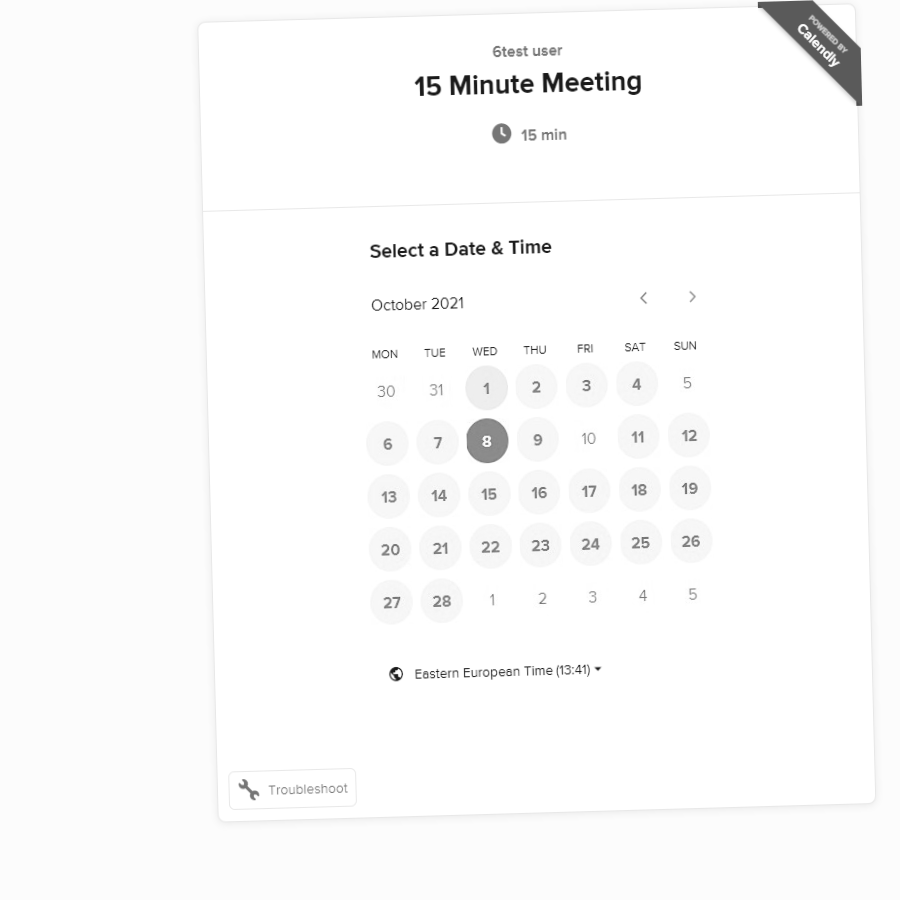 POWERED BY
Calendly
6test user
15 Minute Meeting
15 min
Select a Date & Time
October 2021
MON TUE WED THU FRI SAT SUN
30 31 1 2 3 4 5
6 7 8 9 10 11 12
13 14 15 16 17 18 19
20 21 22 23 24 25 26
27 28 1 2 3 4 5
Eastern European Time (13:41)
Troubleshoot